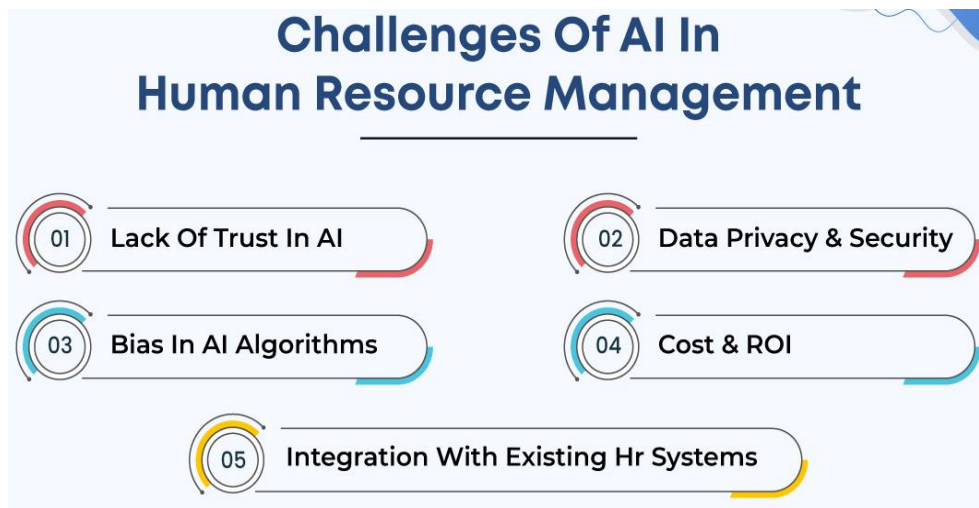 Challenges Of AI In
Human Resource Management
01 Lack Of Trust In AI
02 Data Privacy & Security
03 Bias In AI Algorithms
04 Cost & ROI
05 Integration With Existing Hr Systems